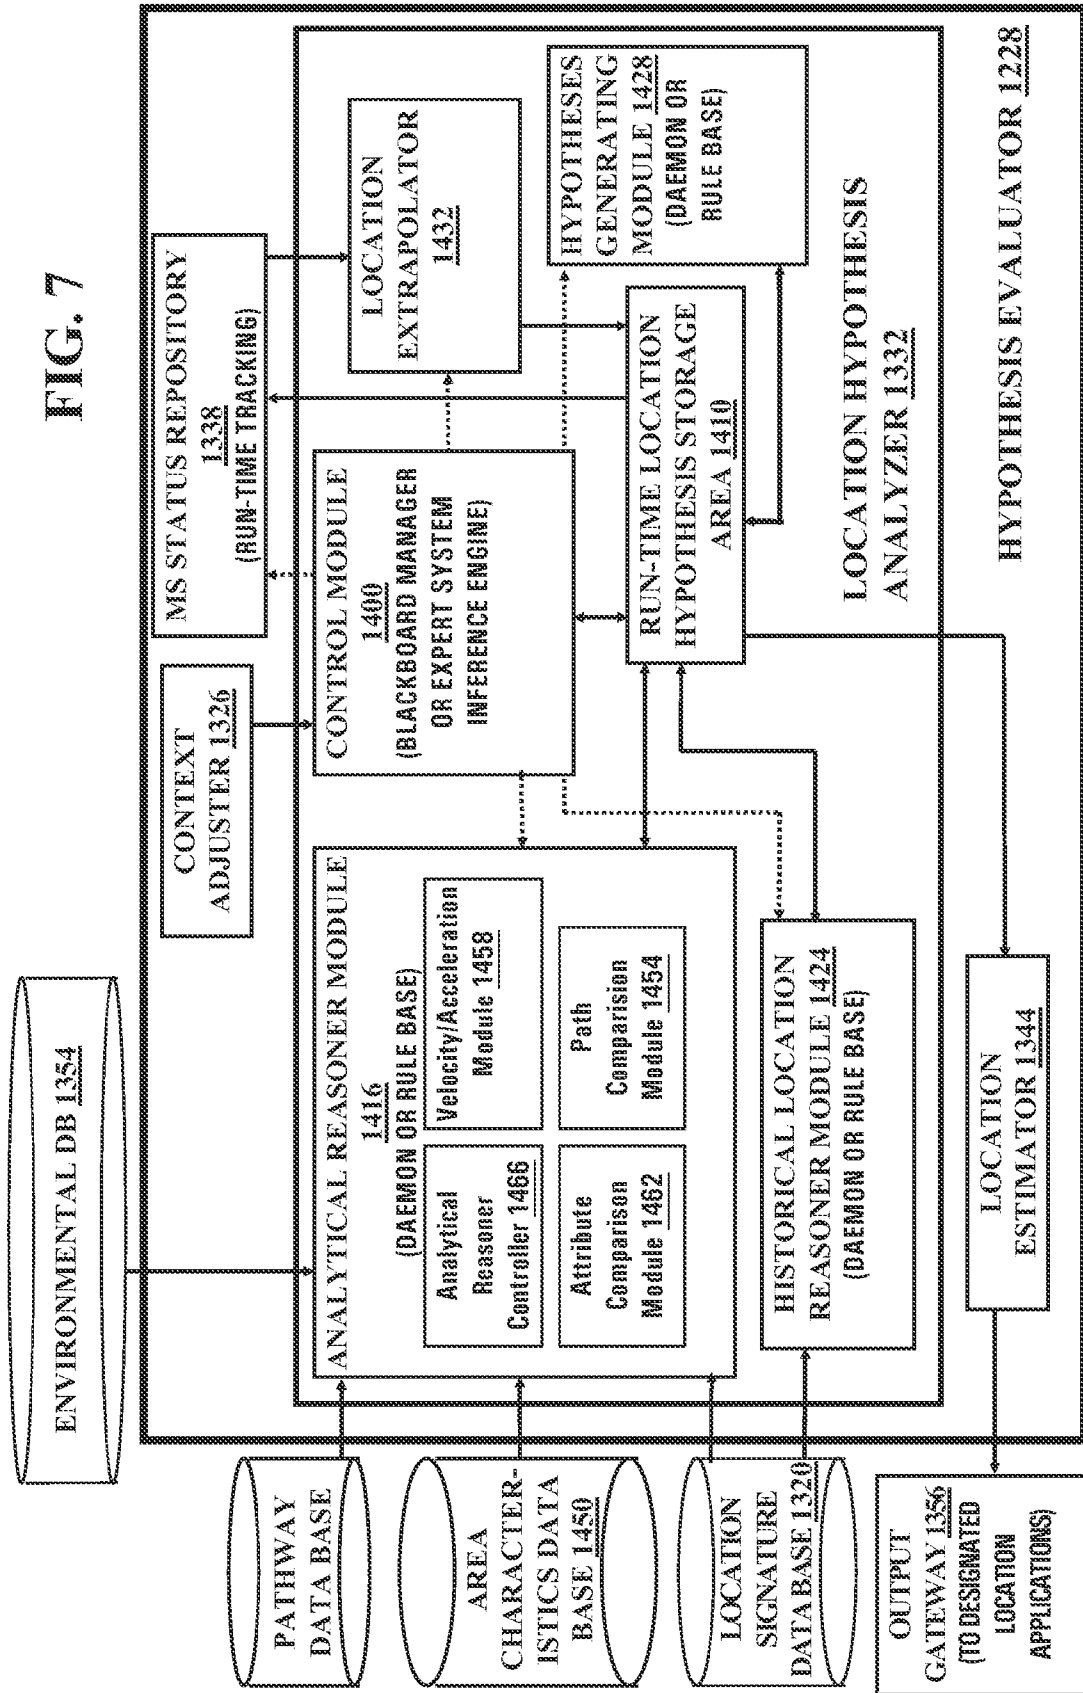 FIG. 7
ENVIRONMENTAL DB 1354
CONTEXT
ADJUSTER 1326
MS STATUS REPOSITORY
1338
(RUN-TIME TRACKING)
PATHWAY
DATA BASE
AREA
CHARACTER-
ISTICS DATA
BASE 1450
LOCATION
SIGNATURE
DATABASE 1320
OUTPUT
GATEWAY 1356
(TO DESIGNATED
LOCATION
APPLICATIONS)
ANALYTICAL REASONER MODULE
1416
(DAEMON OR RULE BASE)
Analytical
Reasoner
Controller 1466
Velocity/Acceleration
Module 1458
Attribute
Comparison
Module 1462
Path
Comparision
Module 1454
CONTROL MODULE
1400
(BLACKBOARD MANAGER
OR EXPERT SYSTEM
INFERENCE ENGINE)
LOCATION
EXTRAPOLATOR
1432
HYPOTHESES
GENERATING
MODULE 1428
(DAEMON OR
RULE BASE)
RUN-TIME LOCATION
HYPOTHESIS STORAGE
AREA 1410
HISTORICAL LOCATION
REASONER MODULE 1424
(DAEMON OR RULE BASE)
LOCATION HYPOTHESIS
ANALYZER 1332
LOCATION
ESTIMATOR 1344
HYPOTHESIS EVALUATOR 1228